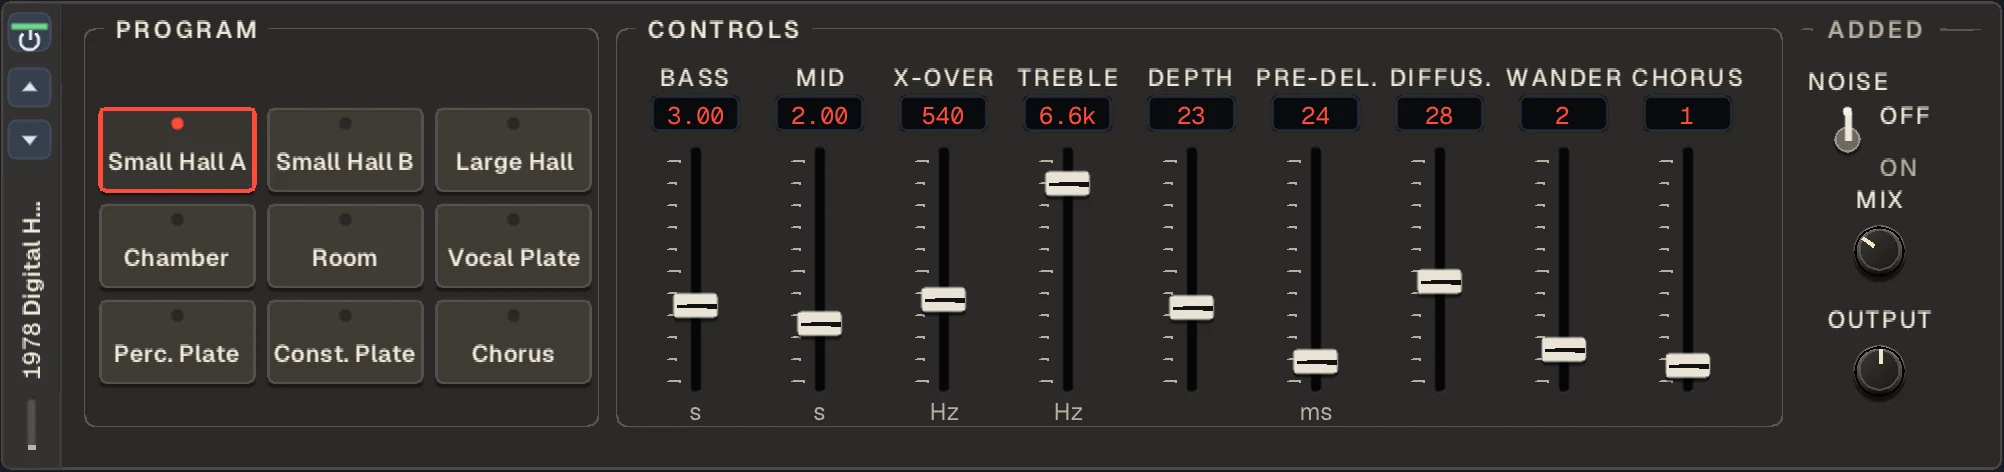 1978 Digital H...
PROGRAM
Small Hall A
Small Hall B
Large Hall
Chamber
Room
Vocal Plate
Perc. Plate
Const. Plate
Chorus
CONTROLS
BASS MID X-OVER TREBLE DEPTH PRE-DEL. DIFFUS. WANDER CHORUS
3.00 2.00 540 6.6k 23 24 28 2 1
s s Hz Hz ms
ADDED
NOISE
OFF
ON
MIX
OUTPUT